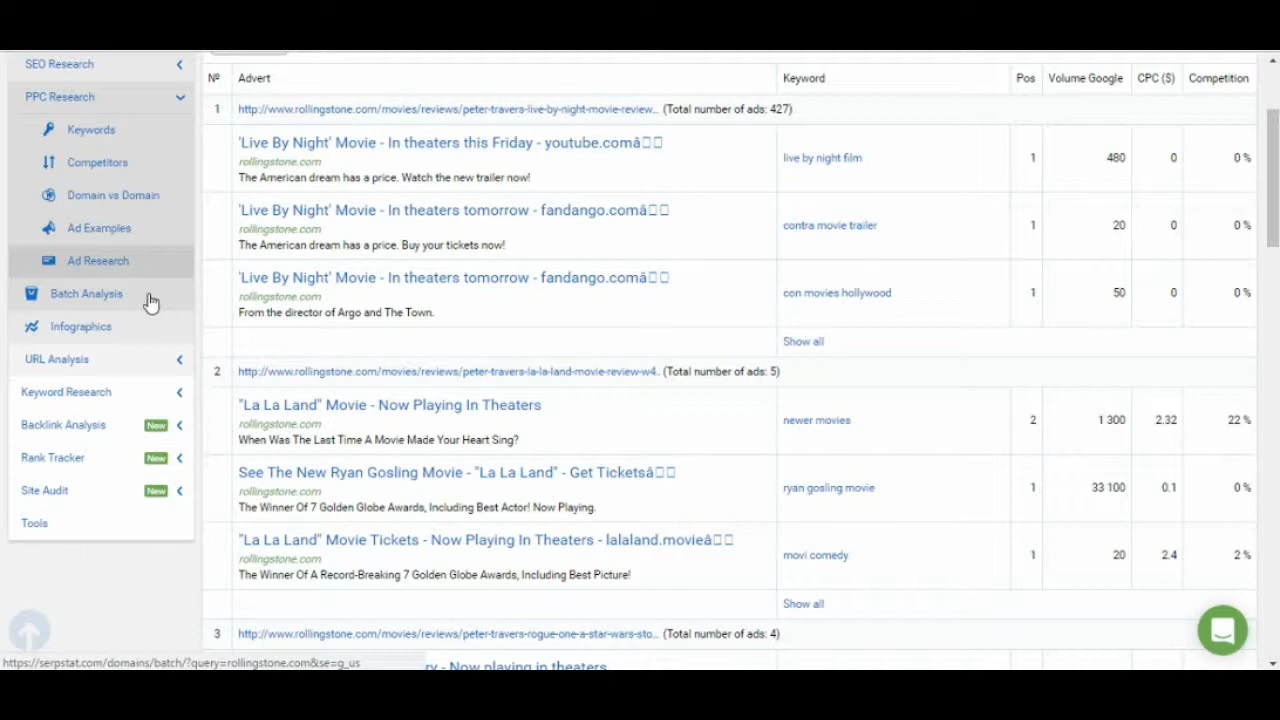 SEO Research
PPC Research
Keywords
Competitors
Domain vs Domain
Ad Examples
Ad Research
Batch Analysis
Infographics
URL Analysis
Keyword Research
Backlink Analysis New
Rank Tracker New
Site Audit New
Tools
Nº Advert Keyword Pos Volume Google CPC ($) Competition
1 http://www.rollingstone.com/movies/reviews/peter-travers-live-by-night-movie-review... (Total number of ads: 427)
'Live By Night' Movie - In theaters this Friday - youtube.comâ
rollingstone.com
The American dream has a price. Watch the new trailer now!
live by night film 1 480 0 0 %
'Live By Night' Movie - In theaters tomorrow - fandango.comâ
rollingstone.com
The American dream has a price. Buy your tickets now!
contra movie trailer 1 20 0 0 %
'Live By Night' Movie - In theaters tomorrow - fandango.comâ
rollingstone.com
From the director of Argo and The Town.
con movies hollywood 1 50 0 0 %
Show all
2 http://www.rollingstone.com/movies/reviews/peter-travers-la-la-land-movie-review-w4.. (Total number of ads: 5)
"La La Land" Movie - Now Playing In Theaters
rollingstone.com
When Was The Last Time A Movie Made Your Heart Sing?
newer movies 2 1 300 2.32 22 %
See The New Ryan Gosling Movie - "La La Land" - Get Ticketsâ
rollingstone.com
The Winner Of 7 Golden Globe Awards, Including Best Actor! Now Playing.
ryan gosling movie 1 33 100 0.1 0 %
"La La Land" Movie Tickets - Now Playing In Theaters - lalaland.movieâ
rollingstone.com
The Winner Of A Record-Breaking 7 Golden Globe Awards, Including Best Picture!
movi comedy 1 20 2.4 2 %
Show all
3 http://www.rollingstone.com/movies/reviews/peter-travers-rogue-one-a-star-wars-sto... (Total number of ads: 4)
ry - Now playing in theaters
https://serpstat.com/domains/batch/?query=rollingstone.com&se=g_us